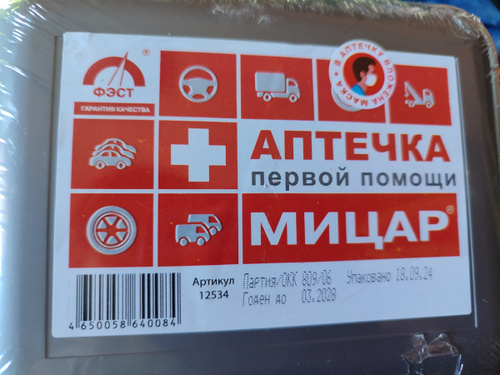 ФЭСТ
®
ГАРАНТИЯ КАЧЕСТВА
В АПТЕЧКУ ВЛОЖЕНА МАСКА
АПТЕЧКА
первой помощи
МИЦАР®
Артикул
12534
Партия/ОКК 809/06 Упаковано 18.09.24
Годен до 03.2028
4 650058 640084